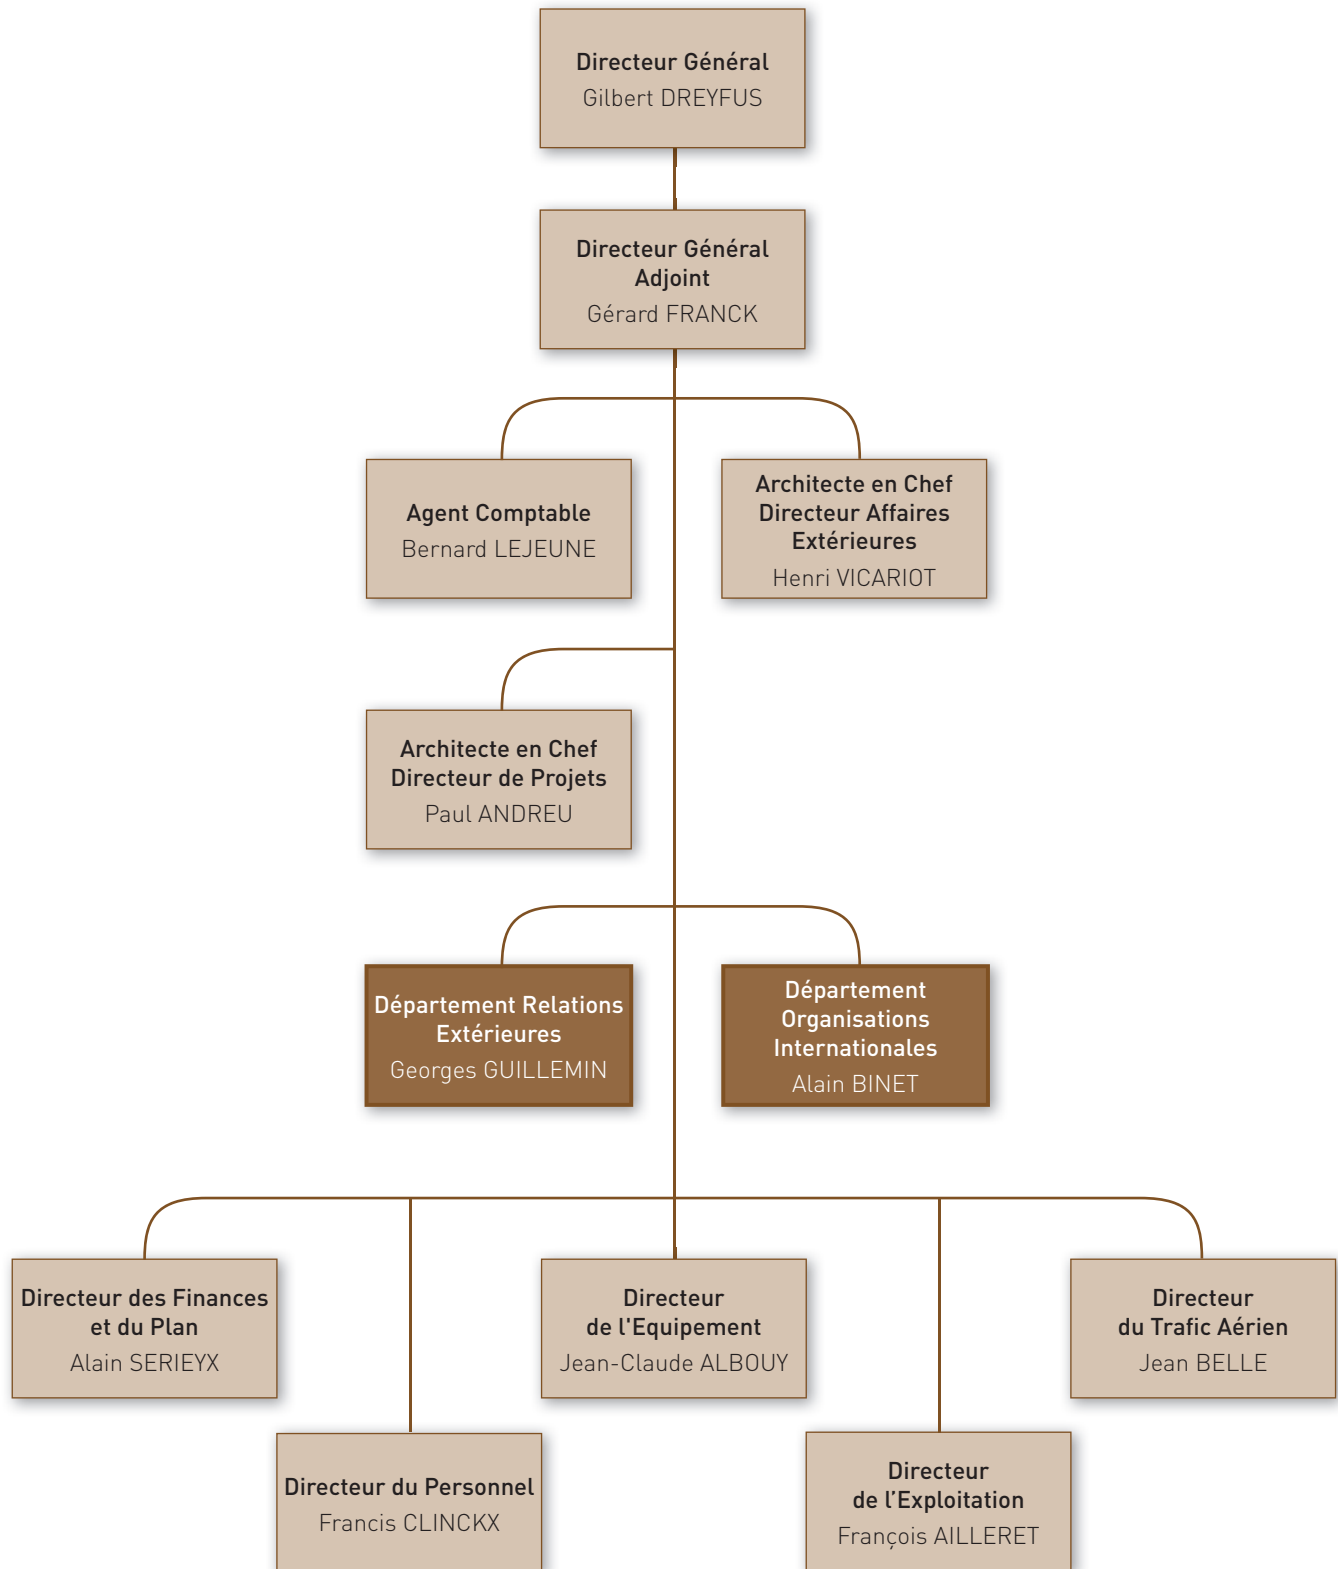 Directeur Général
Gilbert DREYFUS
Directeur Général
Adjoint
Gérard FRANCK
Agent Comptable
Bernard LEJEUNE
Architecte en Chef
Directeur Affaires
Extérieures
Henri VICARIOT
Architecte en Chef
Directeur de Projets
Paul ANDREU
Département Relations
Extérieures
Georges GUILLEMIN
Département
Organisations
Internationales
Alain BINET
Directeur des Finances
et du Plan
Alain SERIEYX
Directeur
de l'Equipement
Jean-Claude ALBOUY
Directeur
du Trafic Aérien
Jean BELLE
Directeur du Personnel
Francis CLINCKX
Directeur
de l’Exploitation
François AILLERET